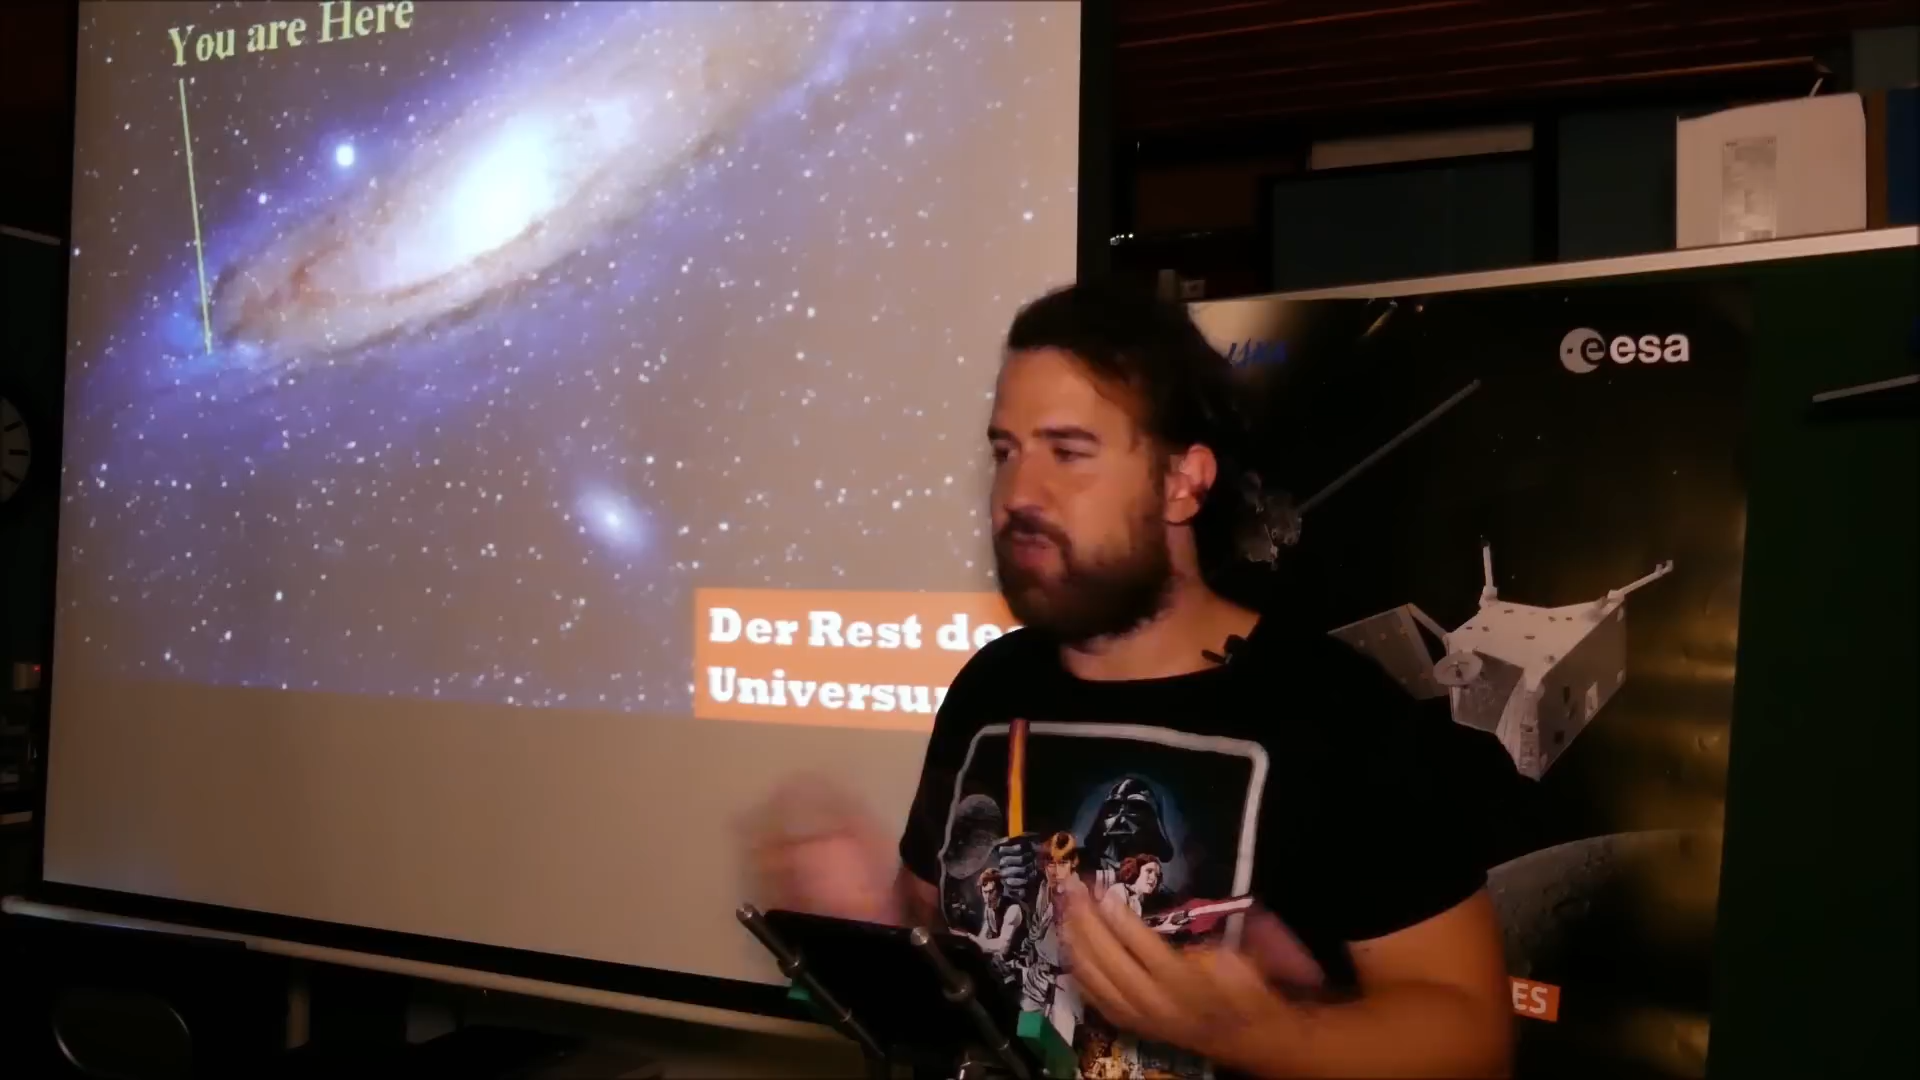 You are Here
esa
Der Rest de
Universu
ES